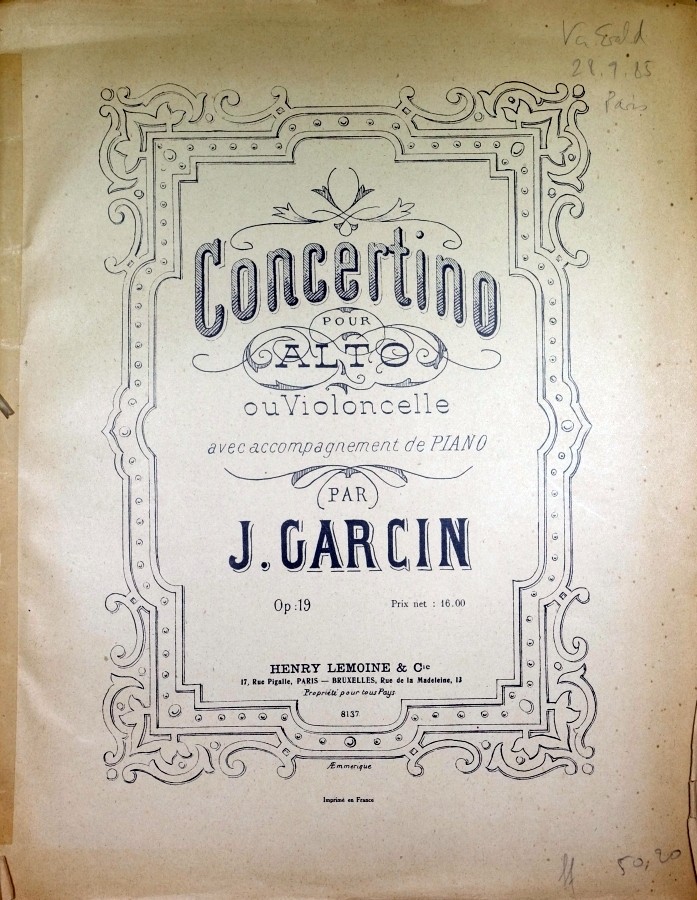 28.9.85
Paris
Concertino
POUR
ALTO
ou Violoncelle
avec accompagnement de PIANO
PAR
J. GARCIN
Op : 19
Prix net : 16.00
HENRY LEMOINE & Cie
17, Rue Pigalle, PARIS — BRUXELLES, Rue de la Madeleine, 13
Propriété pour tous Pays
8137
Æmmerique
Imprimé en France
50,20